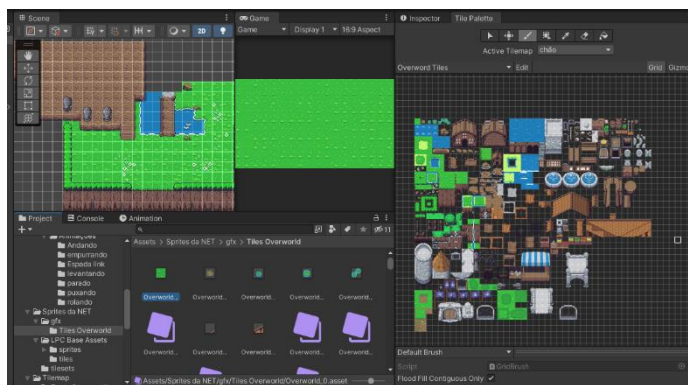 Scene
Game
Inspector
Tile Palette
2D
Game
Display 1
16:9 Aspect
Active Tilemap
chão
Overword Tiles
Edit
Grid
Gizmo
Project
Console
Animation
11
Assets > Sprites da NET > gfx > Tiles Overworld
Andando
empurrando
Espada link
levantando
parado
puxando
rolando
Sprites da NET
gfx
Tiles Overworld
LPC Base Assets
sprites
tiles
tilesets
Tilemap
Overworld...
Overworld...
Overworld...
Overworld...
Overworld...
Overworld...
Overworld...
Overworld...
Overworld...
Overworld...
Assets/Sprites da NET/gfx/Tiles Overworld/Overworld_0.asset
Default Brush
Script
GridBrush
Flood Fill Contiguous Only